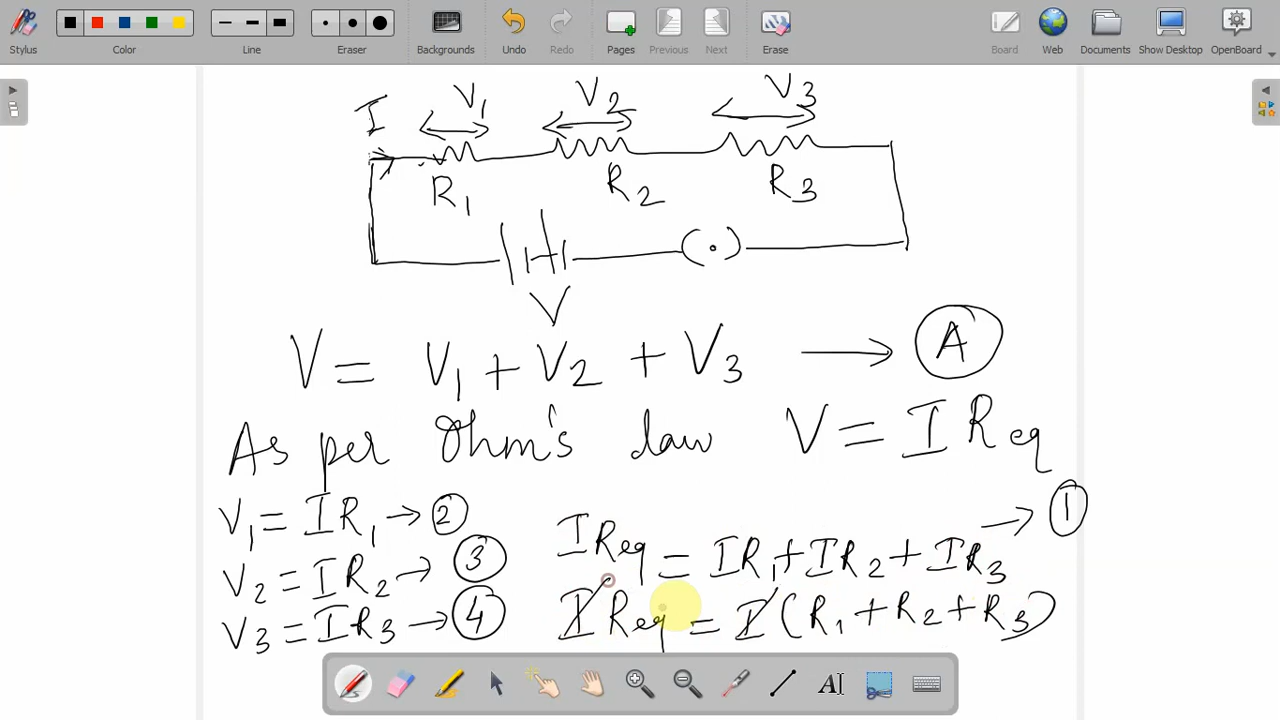 Stylus Color Line Eraser Backgrounds Undo Redo Pages Previous Next Erase Board Web Documents Show Desktop OpenBoard
I V1 V2 V3
R1 R2 R3
V
V = V1 + V2 + V3 → A
As per Ohm's law V = I Req
V1 = IR1 → 2
→ 1
IReq = IR1 + IR2 + IR3
V2 = IR2 → 3
V3 = IR3 → 4
I Req = I (R1 + R2 + R3)
AI